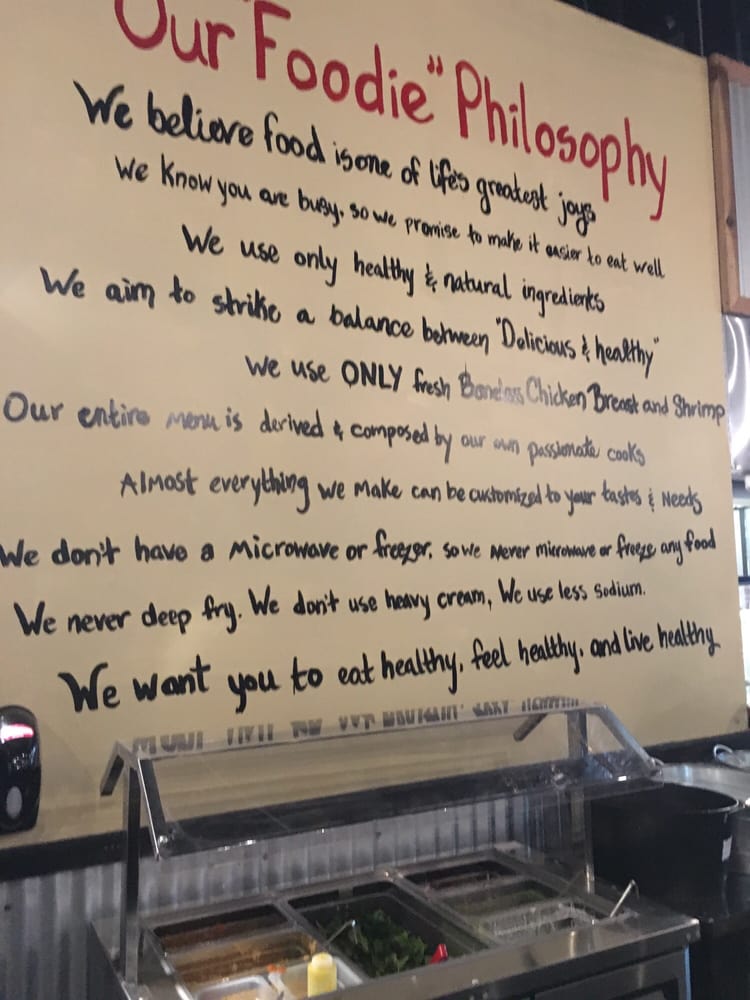 Our "Foodie" Philosophy
We believe food is one of life's greatest joys
We Know you are busy, so we promise to make it easier to eat well
We use only healthy & natural ingredients
We aim to strike a balance between "Delicious & healthy"
We use ONLY fresh Boneless Chicken Breast and Shrimp
Our entire menu is derived & composed by our own passionate cooks
Almost everything we make can be customized to your tastes & Needs
We don't have a Microwave or freezer, so we Never microwave or freeze any food
We never deep fry. We don't use heavy cream, We use less sodium.
We want you to eat healthy, feel healthy, and live healthy